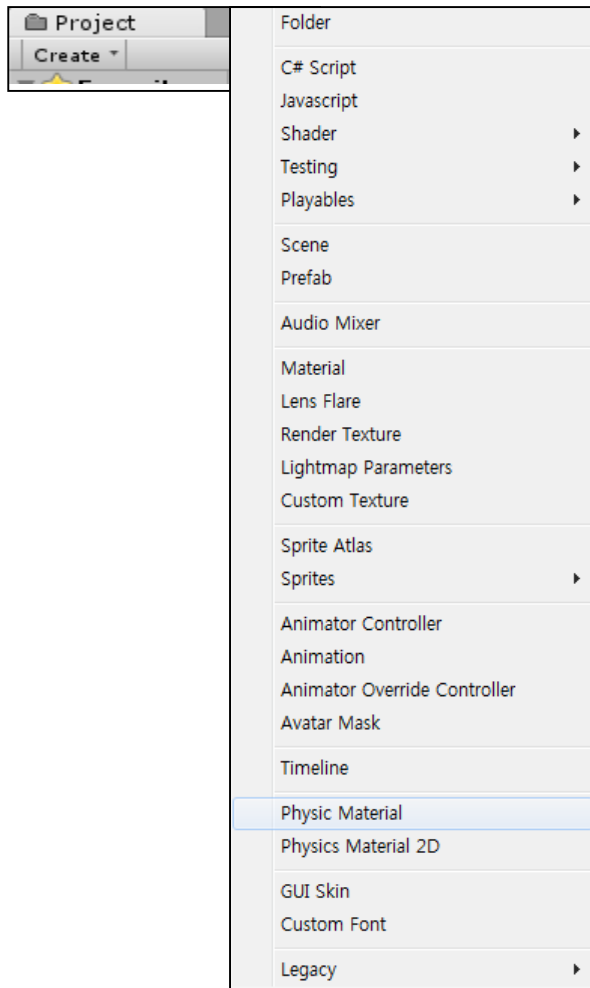 Project
Create
Folder
C# Script
Javascript
Shader
Testing
Playables
Scene
Prefab
Audio Mixer
Material
Lens Flare
Render Texture
Lightmap Parameters
Custom Texture
Sprite Atlas
Sprites
Animator Controller
Animation
Animator Override Controller
Avatar Mask
Timeline
Physic Material
Physics Material 2D
GUI Skin
Custom Font
Legacy